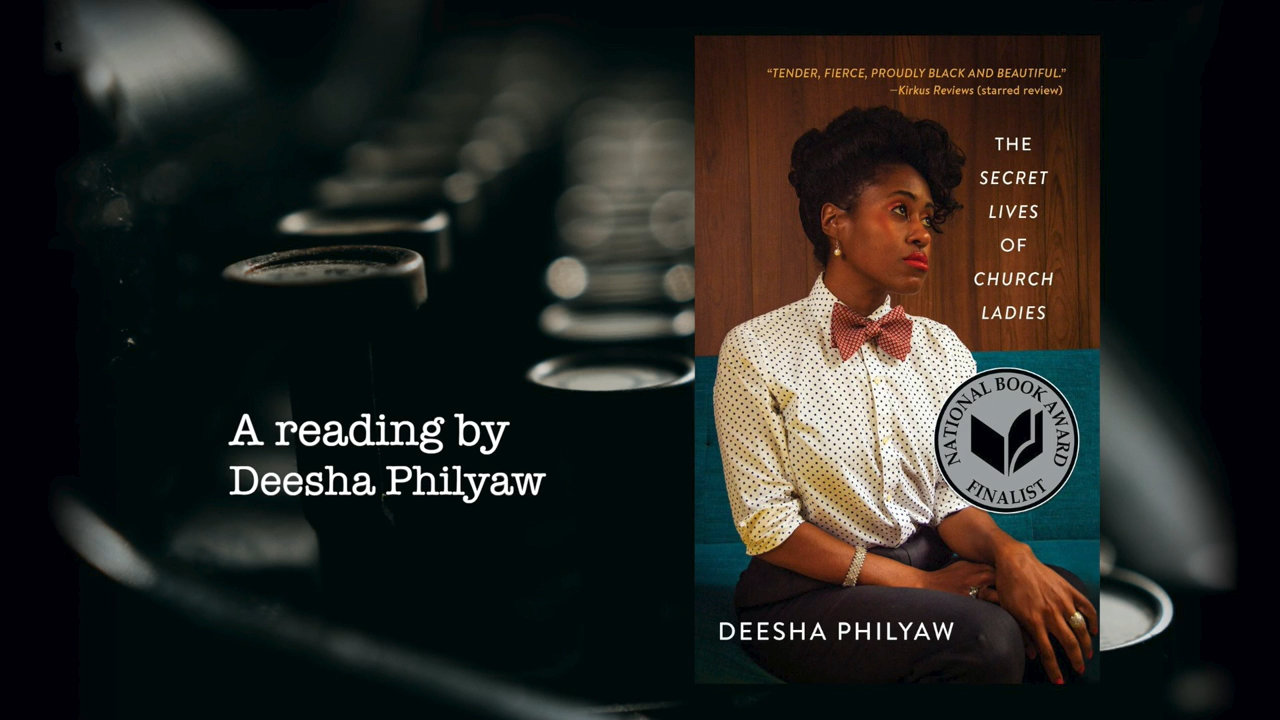 A reading by
Deesha Philyaw
“TENDER, FIERCE, PROUDLY BLACK AND BEAUTIFUL.”
—Kirkus Reviews (starred review)
THE
SECRET
LIVES
OF
CHURCH
LADIES
NATIONAL BOOK AWARD
FINALIST
DEESHA PHILYAW